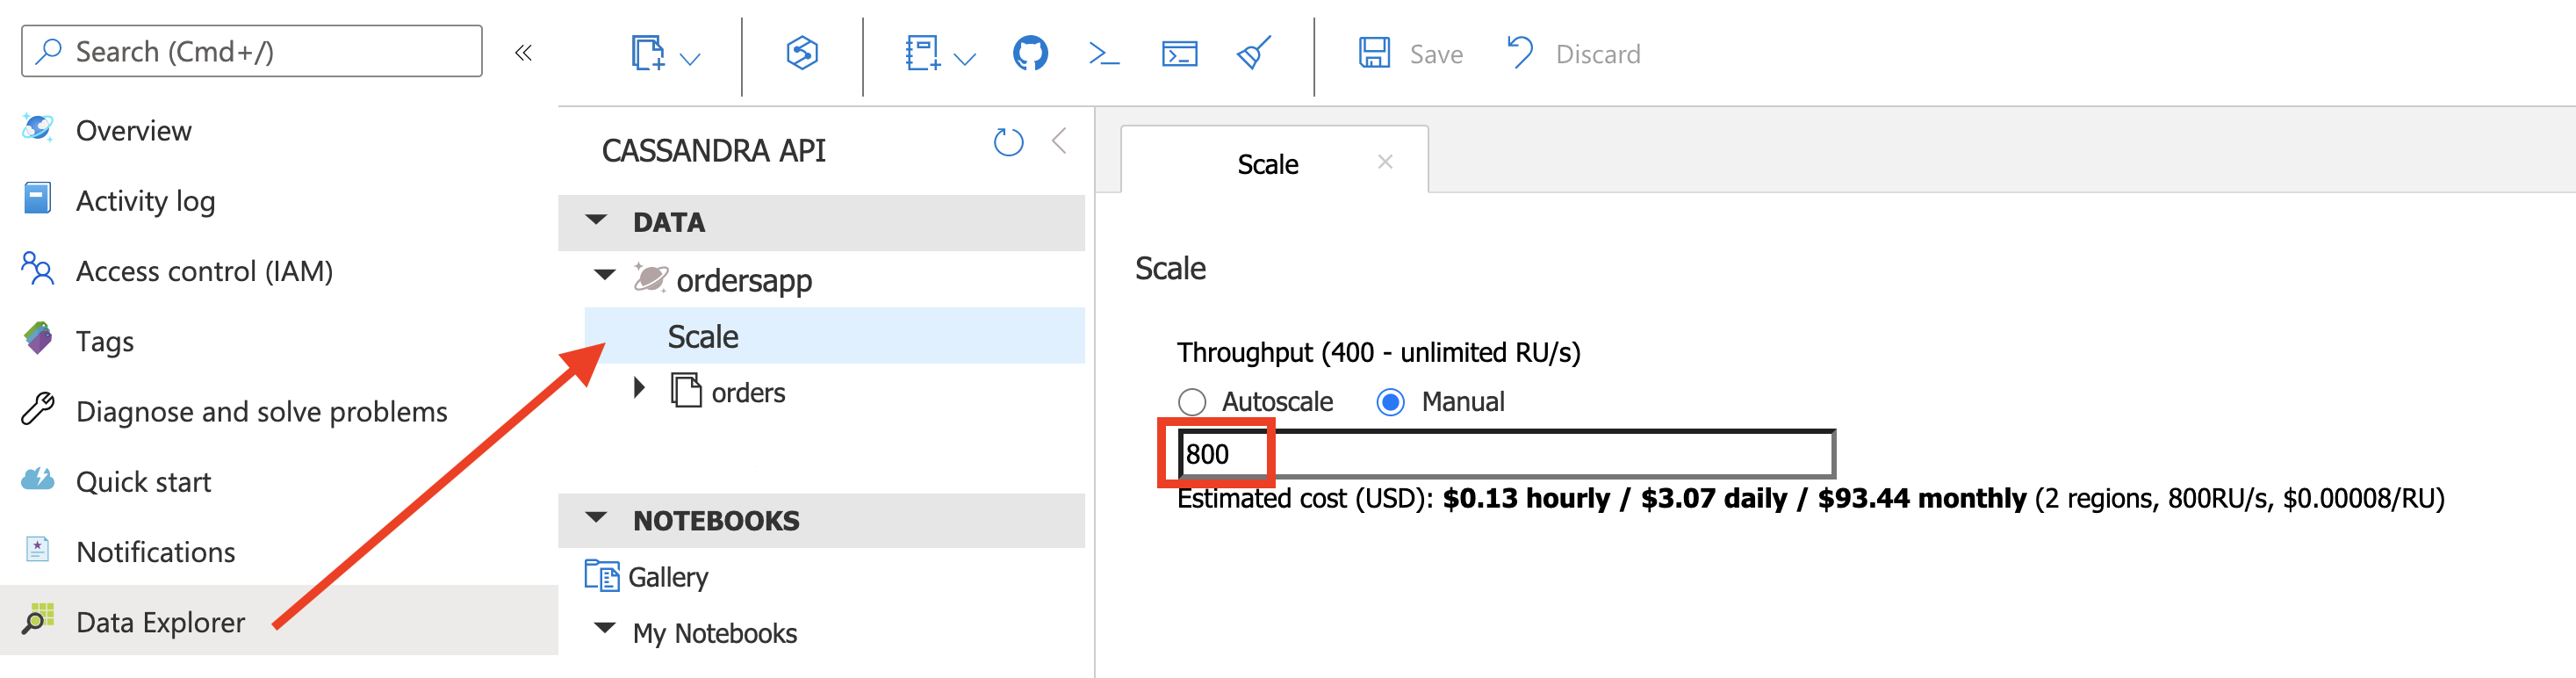 Search (Cmd+/)
Overview
Activity log
Access control (IAM)
Tags
Diagnose and solve problems
Quick start
Notifications
Data Explorer
Save
Discard
CASSANDRA API
DATA
ordersapp
Scale
orders
NOTEBOOKS
Gallery
My Notebooks
Scale
Scale
Throughput (400 - unlimited RU/s)
Autoscale Manual
800
Estimated cost (USD): $0.13 hourly / $3.07 daily / $93.44 monthly (2 regions, 800RU/s, $0.00008/RU)